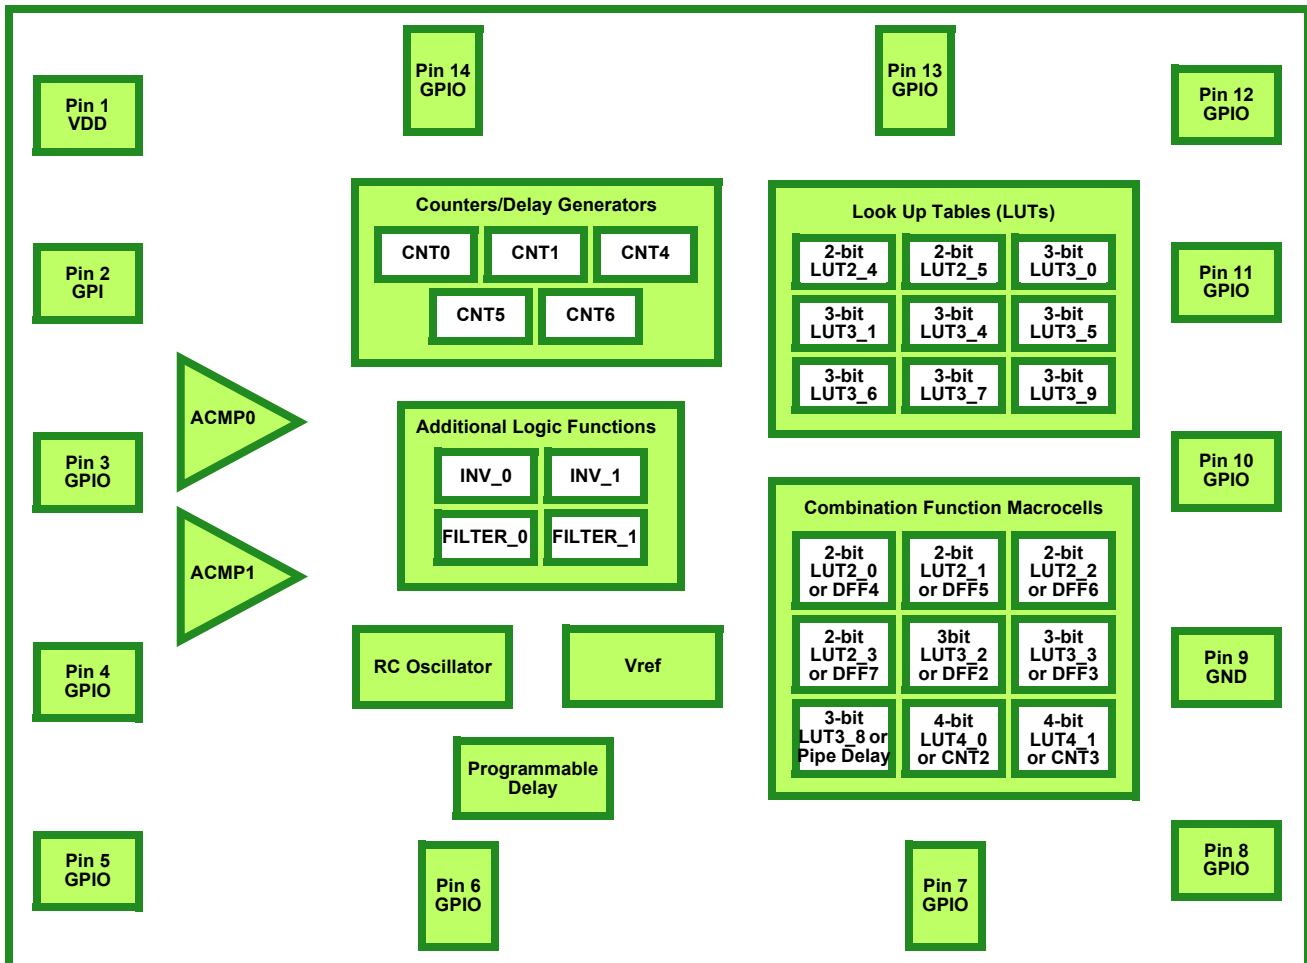 Pin 14
GPIO
Pin 13
GPIO
Pin 1
VDD
Pin 12
GPIO
Counters/Delay Generators
CNT0
CNT1
CNT4
CNT5
CNT6
Look Up Tables (LUTs)
2-bit
LUT2_4
2-bit
LUT2_5
3-bit
LUT3_0
3-bit
LUT3_1
3-bit
LUT3_4
3-bit
LUT3_5
3-bit
LUT3_6
3-bit
LUT3_7
3-bit
LUT3_9
Pin 2
GPI
Pin 11
GPIO
ACMP0
Additional Logic Functions
INV_0
INV_1
FILTER_0
FILTER_1
Pin 3
GPIO
Pin 10
GPIO
Combination Function Macrocells
2-bit
LUT2_0
or DFF4
2-bit
LUT2_1
or DFF5
2-bit
LUT2_2
or DFF6
2-bit
LUT2_3
or DFF7
3bit
LUT3_2
or DFF2
3-bit
LUT3_3
or DFF3
3-bit
LUT3_8 or
Pipe Delay
4-bit
LUT4_0
or CNT2
4-bit
LUT4_1
or CNT3
ACMP1
RC Oscillator
Vref
Pin 4
GPIO
Pin 9
GND
Programmable
Delay
Pin 5
GPIO
Pin 6
GPIO
Pin 7
GPIO
Pin 8
GPIO